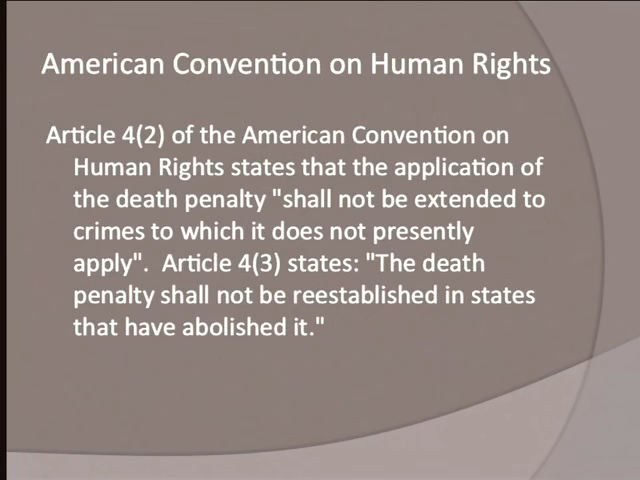 American Convention on Human Rights
Article 4(2) of the American Convention on
Human Rights states that the application of
the death penalty "shall not be extended to
crimes to which it does not presently
apply".  Article 4(3) states: "The death
penalty shall not be reestablished in states
that have abolished it."